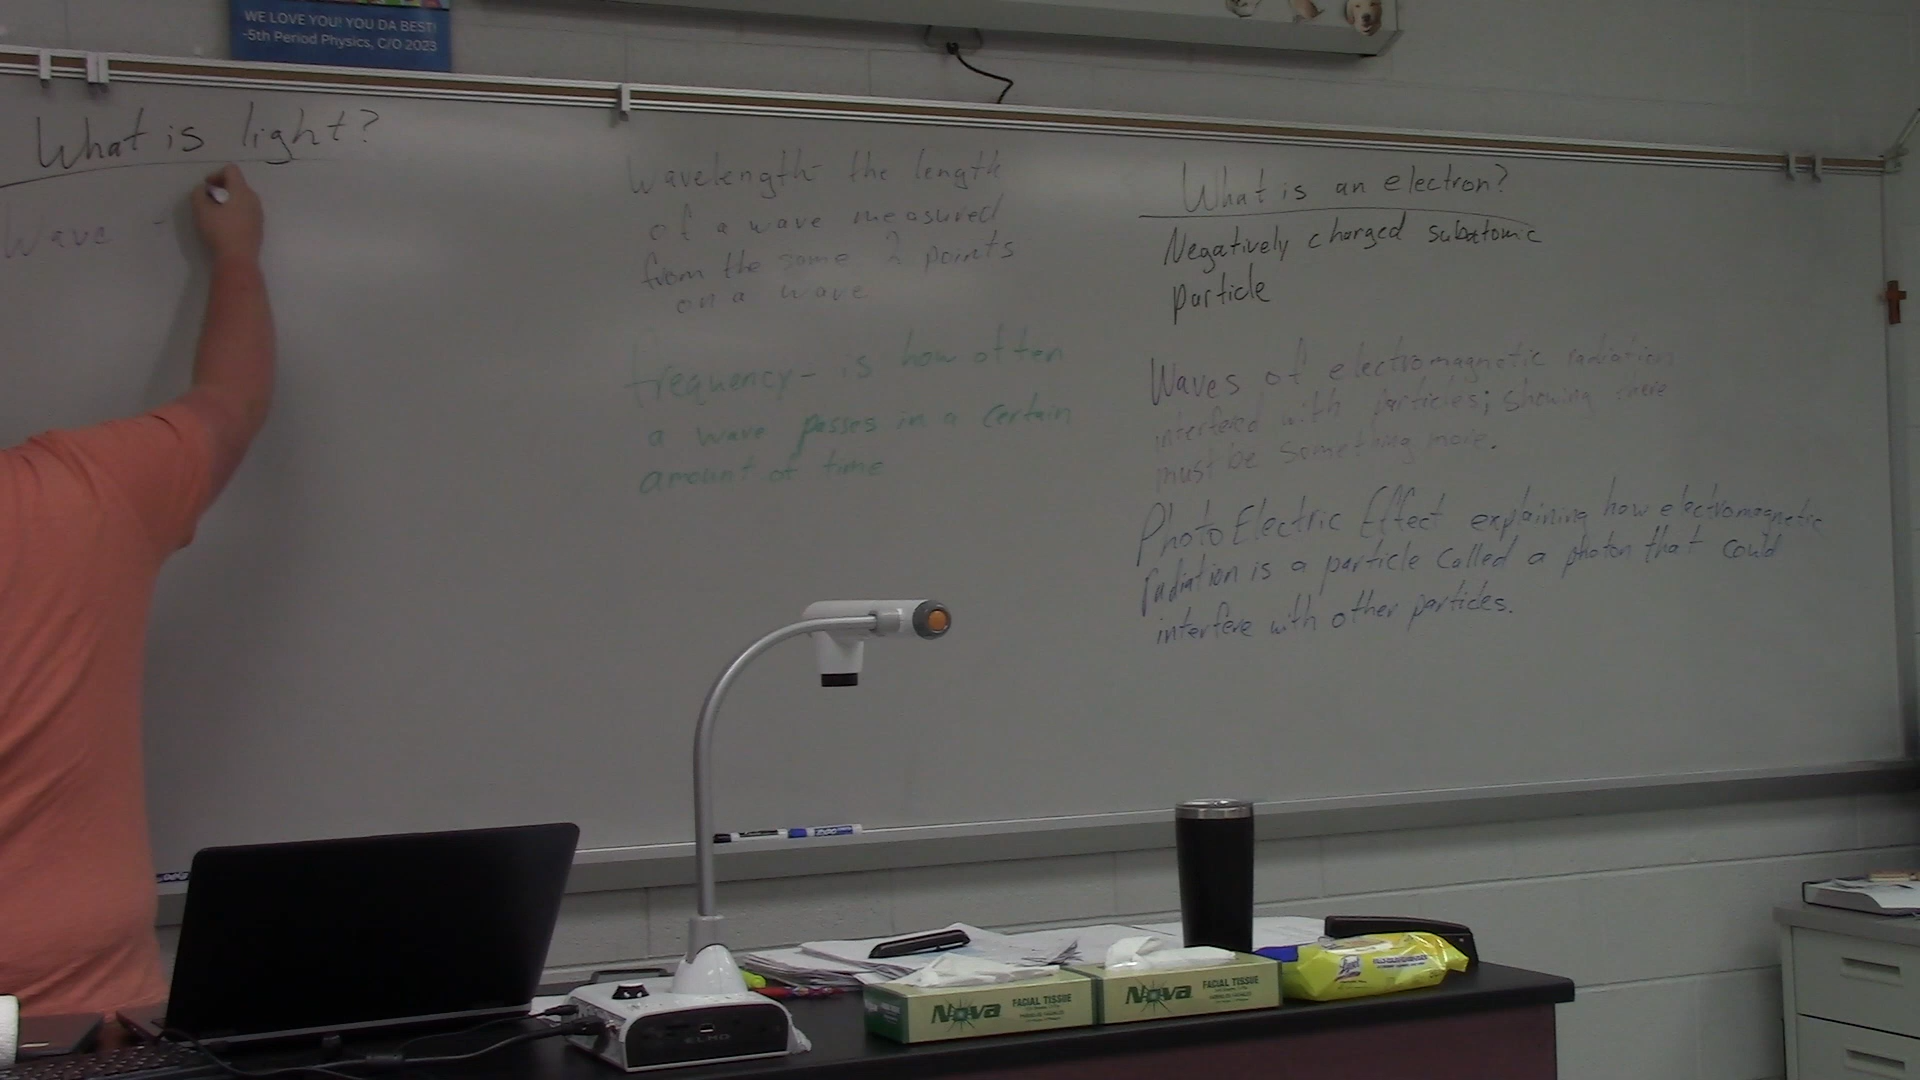 WE LOVE YOU! YOU DA BEST!
-5th Period Physics, C/O 2023
What is light?
Wave -
Wavelength- the length
of a wave measured
from the same 2 points
on a wave
frequency- is how often
a wave passes in a certain
amount of time
What is an electron?
Negatively charged subatomic
particle
Waves of electromagnetic radiation
interfered with particles; showing there
must be something more.
PhotoElectric Effect explaining how electromagnetic
radiation is a particle called a photon that could
interfere with other particles.
EXPO
ELMO
Nova
FACIAL TISSUE
Nova
FACIAL TISSUE
Lysol